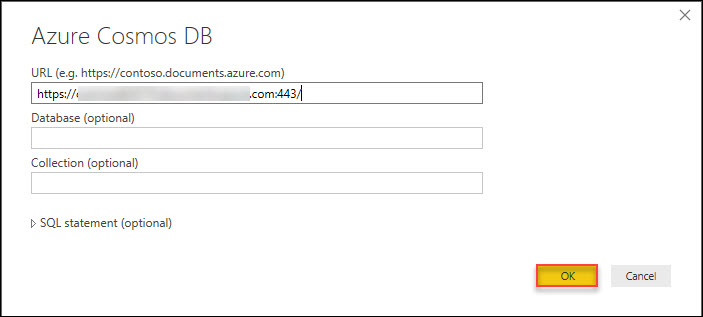 Azure Cosmos DB
URL (e.g. https://contoso.documents.azure.com)
https:// .com:443/
Database (optional)
Collection (optional)
SQL statement (optional)
OK
Cancel